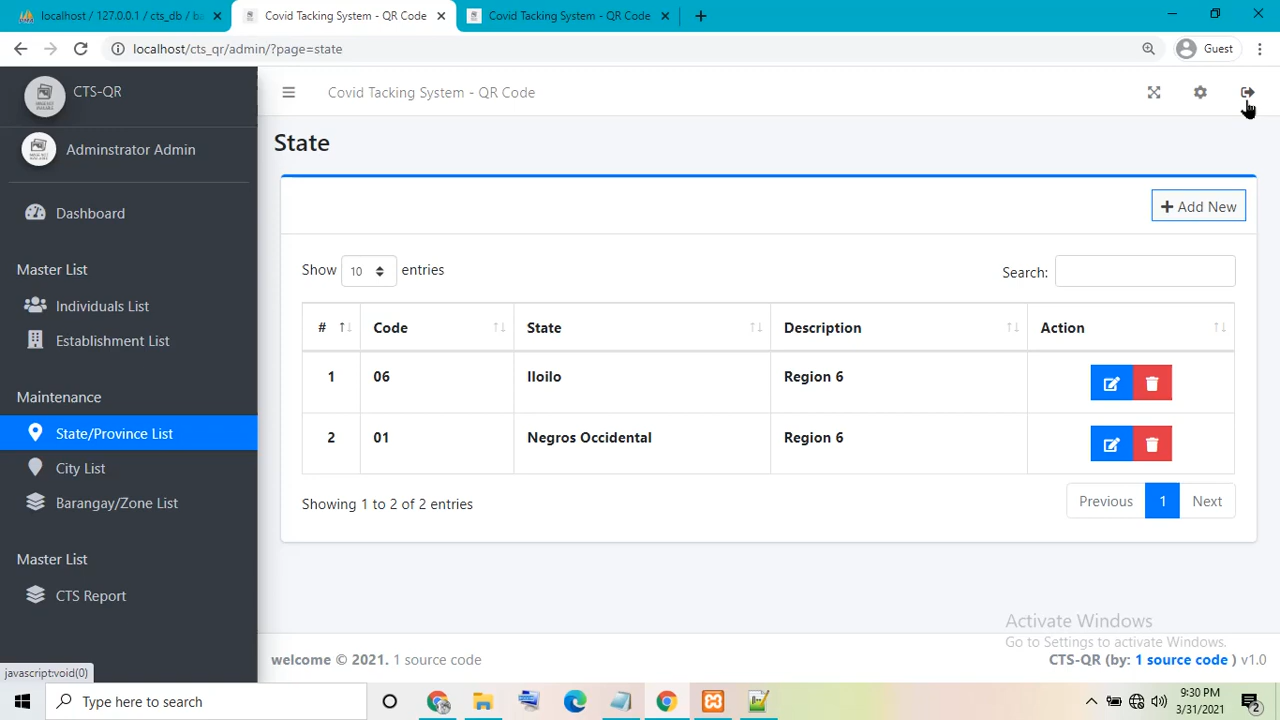 localhost / 127.0.0.1 / cts_db / ba
Covid Tacking System - QR Code
Covid Tacking System - QR Code
localhost/cts_qr/admin/?page=state
Guest
CTS-QR
Covid Tacking System - QR Code
Adminstrator Admin
State
Dashboard
Add New
Master List
Show 10 entries
Search:
Individuals List
# Code State Description Action
Establishment List
1 06 Iloilo Region 6
Maintenance
State/Province List
2 01 Negros Occidental Region 6
City List
Barangay/Zone List
Showing 1 to 2 of 2 entries
Previous 1 Next
Master List
CTS Report
Activate Windows
Go to Settings to activate Windows.
welcome © 2021. 1 source code
CTS-QR (by: 1 source code ) v1.0
javascript:void(0)
Type here to search
9:30 PM
3/31/2021
2